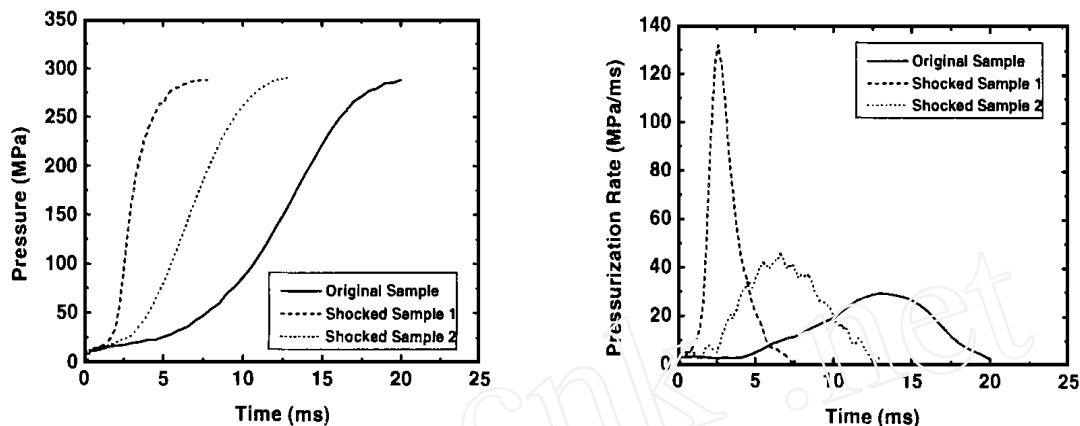 350
300
250
200
150
100
50
0
Pressure (MPa)
Original Sample
Shocked Sample 1
Shocked Sample 2
0 5 10 15 20 25
Time (ms)
140
120
100
80
60
40
20
0
Pressurization Rate (MPa/ms)
Original Sample
Shocked Sample 1
Shocked Sample 2
0 5 10 15 20 25
Time (ms)
cnk .net